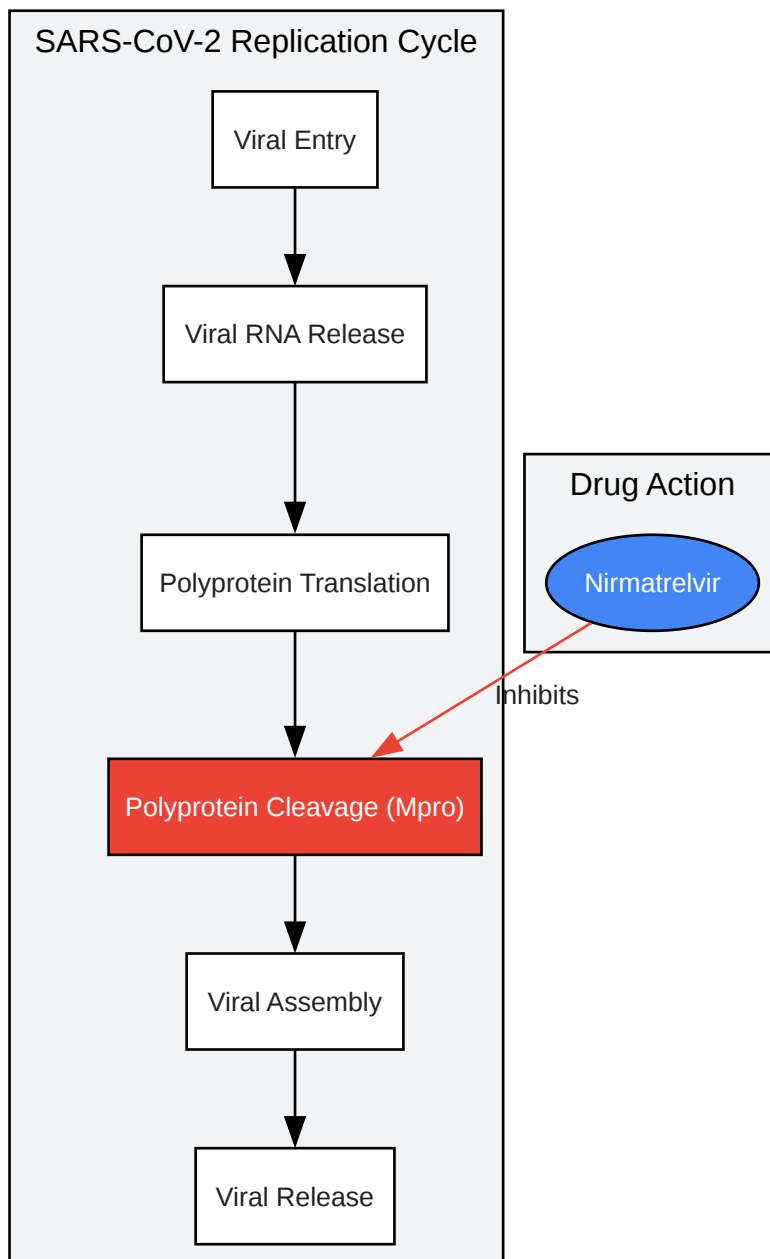 SARS-CoV-2 Replication Cycle
Viral Entry
Viral RNA Release
Drug Action
Nirmatrelvir
Polyprotein Translation
Inhibits
Polyprotein Cleavage (Mpro)
Viral Assembly
Viral Release